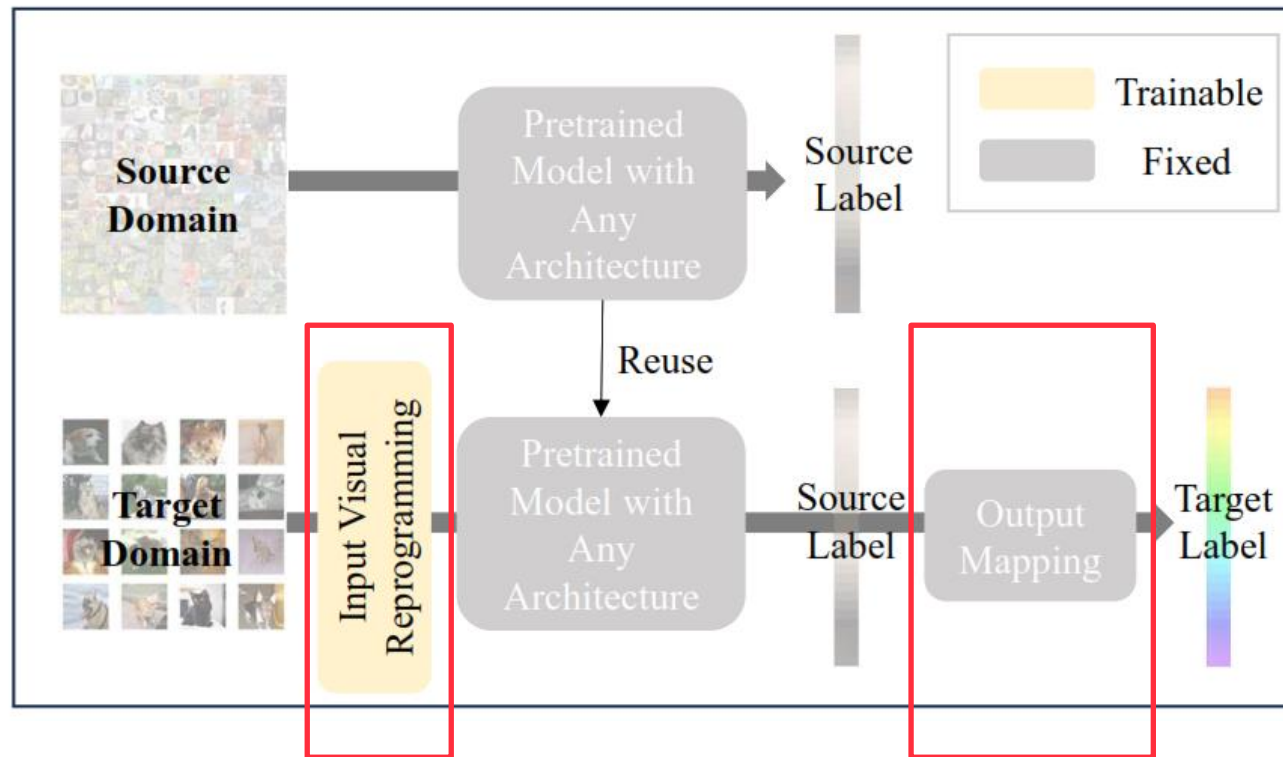 Source
Domain
Pretrained
Model with
Any
Architecture
Source
Label
Trainable
Fixed
Reuse
Target
Domain
Input Visual
Reprogramming
Pretrained
Model with
Any
Architecture
Source
Label
Output
Mapping
Target
Label